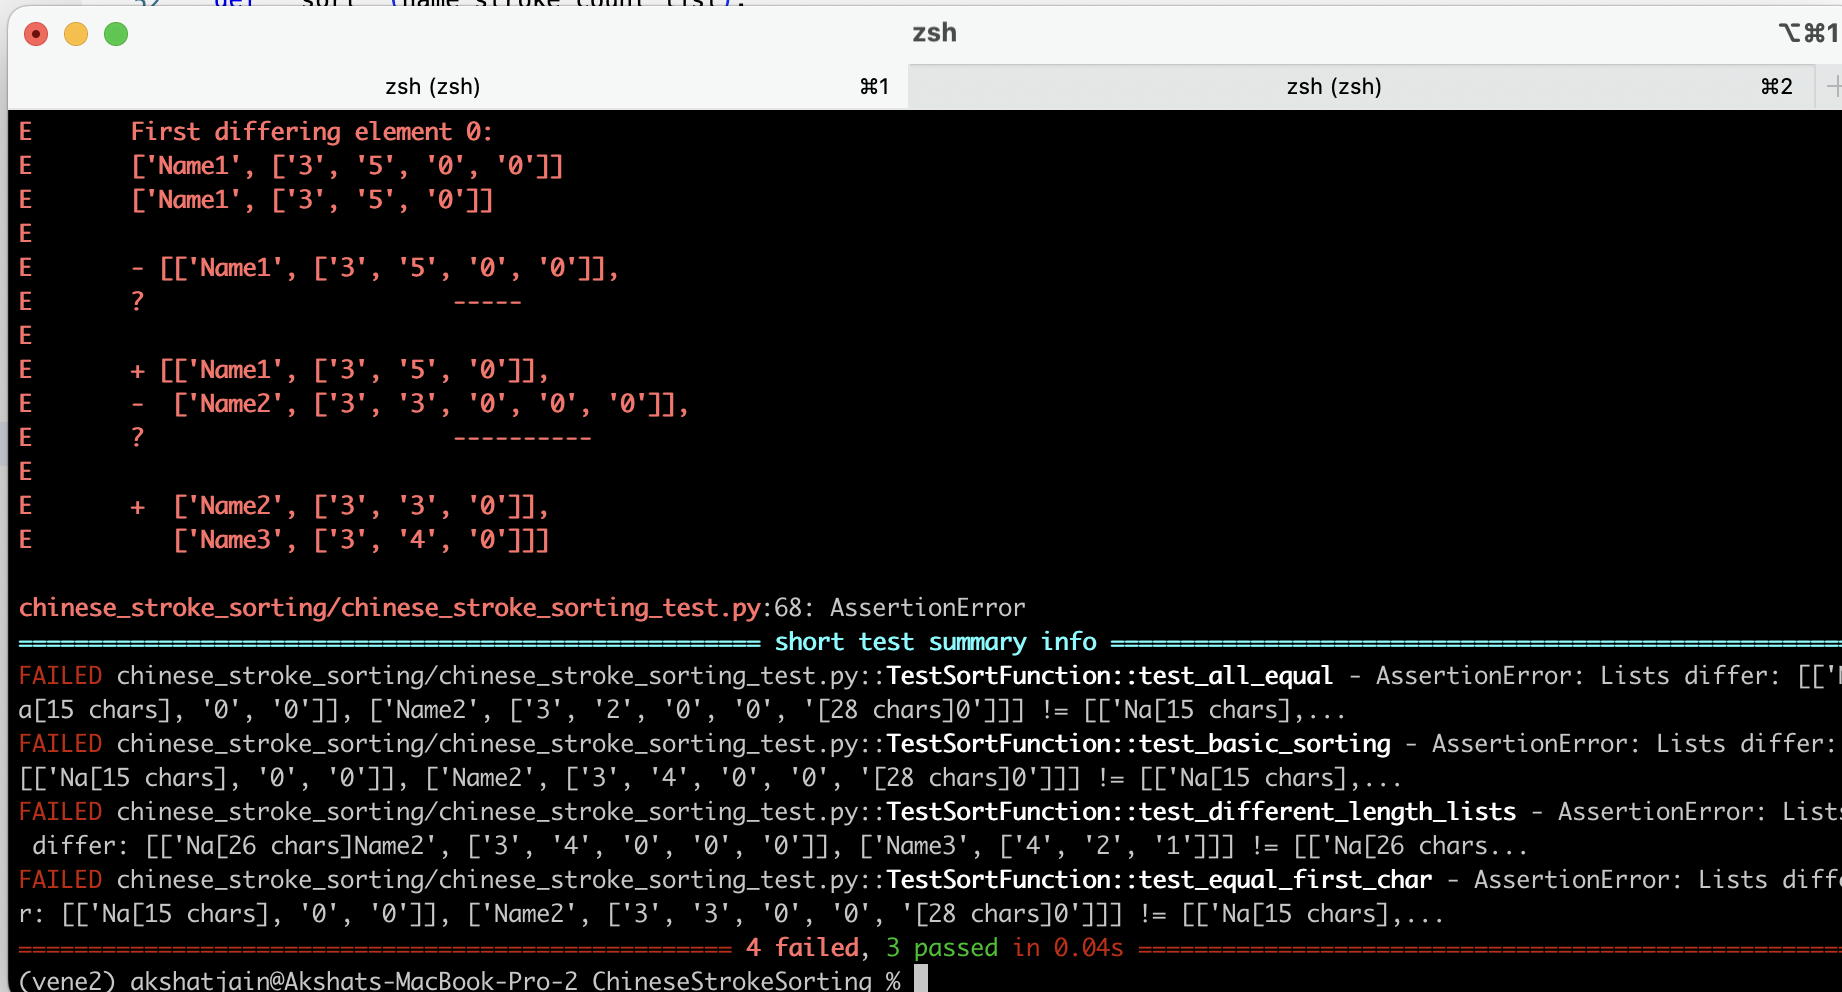 52 def __sort__(name_stroke_count_list):
zsh
⌥⌘1
zsh (zsh) ⌘1 zsh (zsh) ⌘2 +
E First differing element 0:
E ['Name1', ['3', '5', '0', '0']]
E ['Name1', ['3', '5', '0']]
E
E - [['Name1', ['3', '5', '0', '0']],
E ? -----
E
E + [['Name1', ['3', '5', '0']],
E - ['Name2', ['3', '3', '0', '0', '0']],
E ? ----------
E
E + ['Name2', ['3', '3', '0']],
E ['Name3', ['3', '4', '0']]]
chinese_stroke_sorting/chinese_stroke_sorting_test.py:68: AssertionError
short test summary info
FAILED chinese_stroke_sorting/chinese_stroke_sorting_test.py::TestSortFunction::test_all_equal - AssertionError: Lists differ: [['N
a[15 chars], '0', '0']], ['Name2', ['3', '2', '0', '0', '[28 chars]0']]] != [['Na[15 chars],...
FAILED chinese_stroke_sorting/chinese_stroke_sorting_test.py::TestSortFunction::test_basic_sorting - AssertionError: Lists differ:
[['Na[15 chars], '0', '0']], ['Name2', ['3', '4', '0', '0', '[28 chars]0']]] != [['Na[15 chars],...
FAILED chinese_stroke_sorting/chinese_stroke_sorting_test.py::TestSortFunction::test_different_length_lists - AssertionError: Lists
differ: [['Na[26 chars]Name2', ['3', '4', '0', '0', '0']], ['Name3', ['4', '2', '1']]] != [['Na[26 chars...
FAILED chinese_stroke_sorting/chinese_stroke_sorting_test.py::TestSortFunction::test_equal_first_char - AssertionError: Lists diffe
r: [['Na[15 chars], '0', '0']], ['Name2', ['3', '3', '0', '0', '[28 chars]0']]] != [['Na[15 chars],...
4 failed, 3 passed in 0.04s
(vene2) akshatjain@Akshats-MacBook-Pro-2 ChineseStrokeSorting %